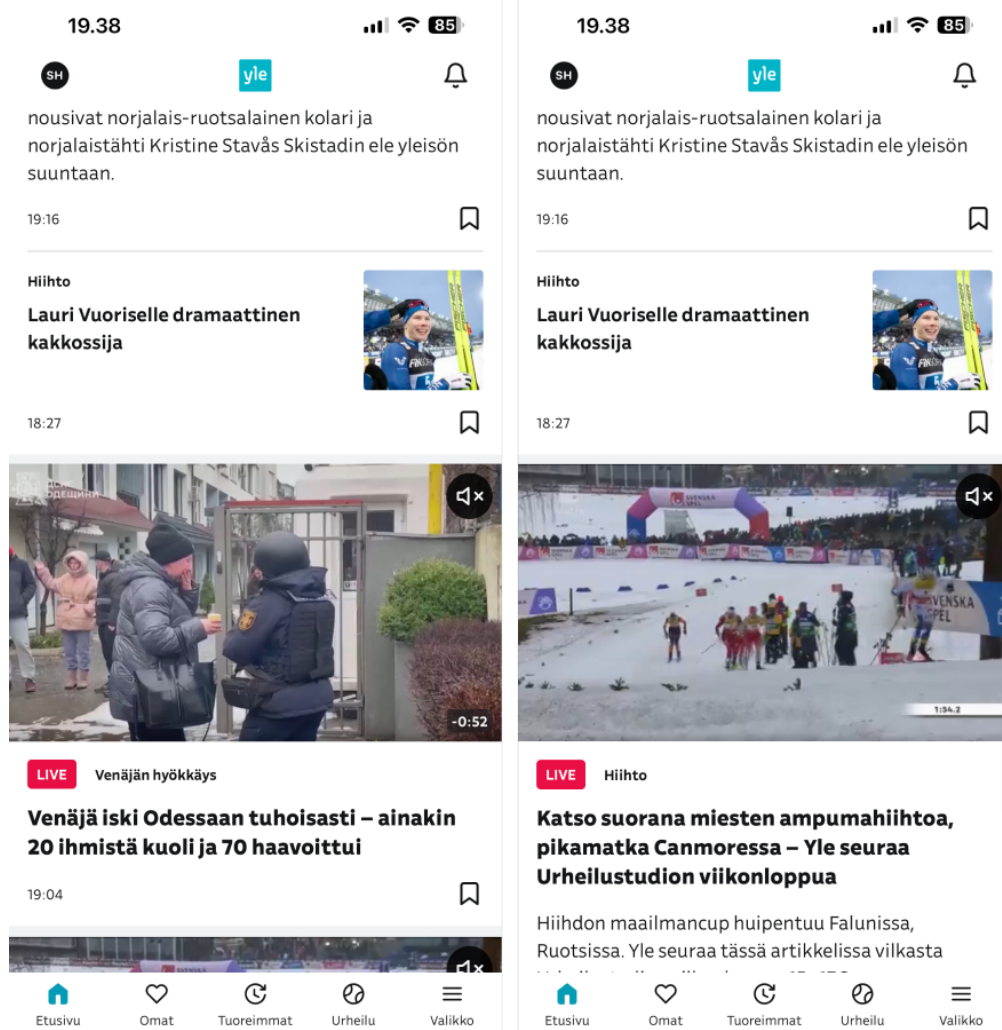 19.38
85
SH
yle
nousivat norjalais-ruotsalainen kolari ja
norjalaistähti Kristine Stavås Skistadin ele yleisön
suuntaan.
19:16
Hiihto
Lauri Vuoriselle dramaattinen
kakkossija
18:27
ОДЕЩИНИ
-0:52
LIVE
Venäjän hyökkäys
Venäjä iski Odessaan tuhoisasti – ainakin
20 ihmistä kuoli ja 70 haavoittui
19:04
Etusivu
Omat
Tuoreimmat
Urheilu
Valikko
19.38
85
SH
yle
nousivat norjalais-ruotsalainen kolari ja
norjalaistähti Kristine Stavås Skistadin ele yleisön
suuntaan.
19:16
Hiihto
Lauri Vuoriselle dramaattinen
kakkossija
18:27
SVENSKA
SPEL
SVENSKA
SPEL
1:54.2
LIVE
Hiihto
Katso suorana miesten ampumahiihtoa,
pikamatka Canmoressa – Yle seuraa
Urheilustudion viikonloppua
Hiihdon maailmancup huipentuu Falunissa,
Ruotsissa. Yle seuraa tässä artikkelissa vilkasta
Etusivu
Omat
Tuoreimmat
Urheilu
Valikko